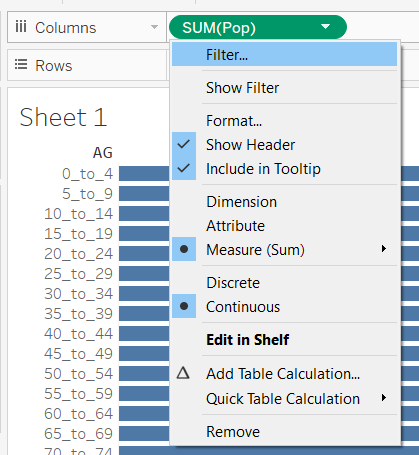 Columns
SUM(Pop)
Rows
Filter...
Show Filter
Format...
Show Header
Include in Tooltip
Dimension
Attribute
Measure (Sum)
Discrete
Continuous
Edit in Shelf
Add Table Calculation...
Quick Table Calculation
Remove
Sheet 1
AG
0_to_4
5_to_9
10_to_14
15_to_19
20_to_24
25_to_29
30_to_34
35_to_39
40_to_44
45_to_49
50_to_54
55_to_59
60_to_64
65_to_69
70_to_74